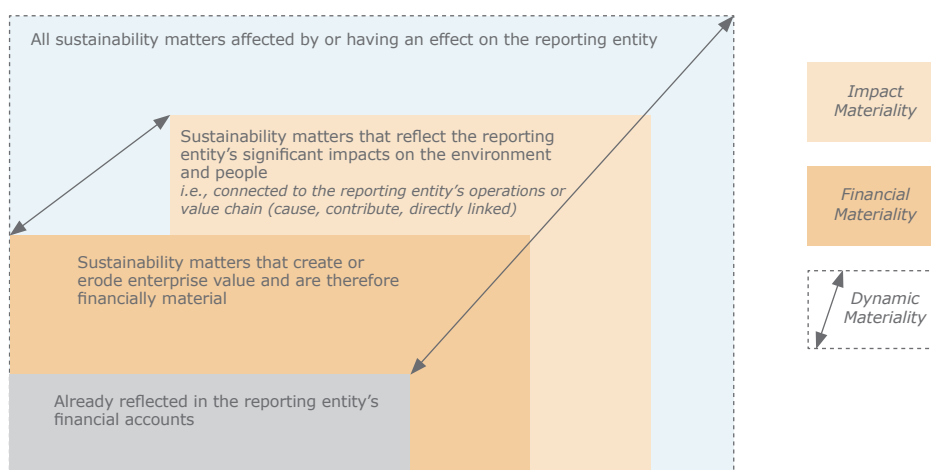 All sustainability matters affected by or having an effect on the reporting entity
Sustainability matters that reflect the reporting
entity's significant impacts on the environment
and people
i.e., connected to the reporting entity's operations or
value chain (cause, contribute, directly linked)
Sustainability matters that create or
erode enterprise value and are therefore
financially material
Already reflected in the reporting entity's
financial accounts
Impact
Materiality
Financial
Materiality
Dynamic
Materiality